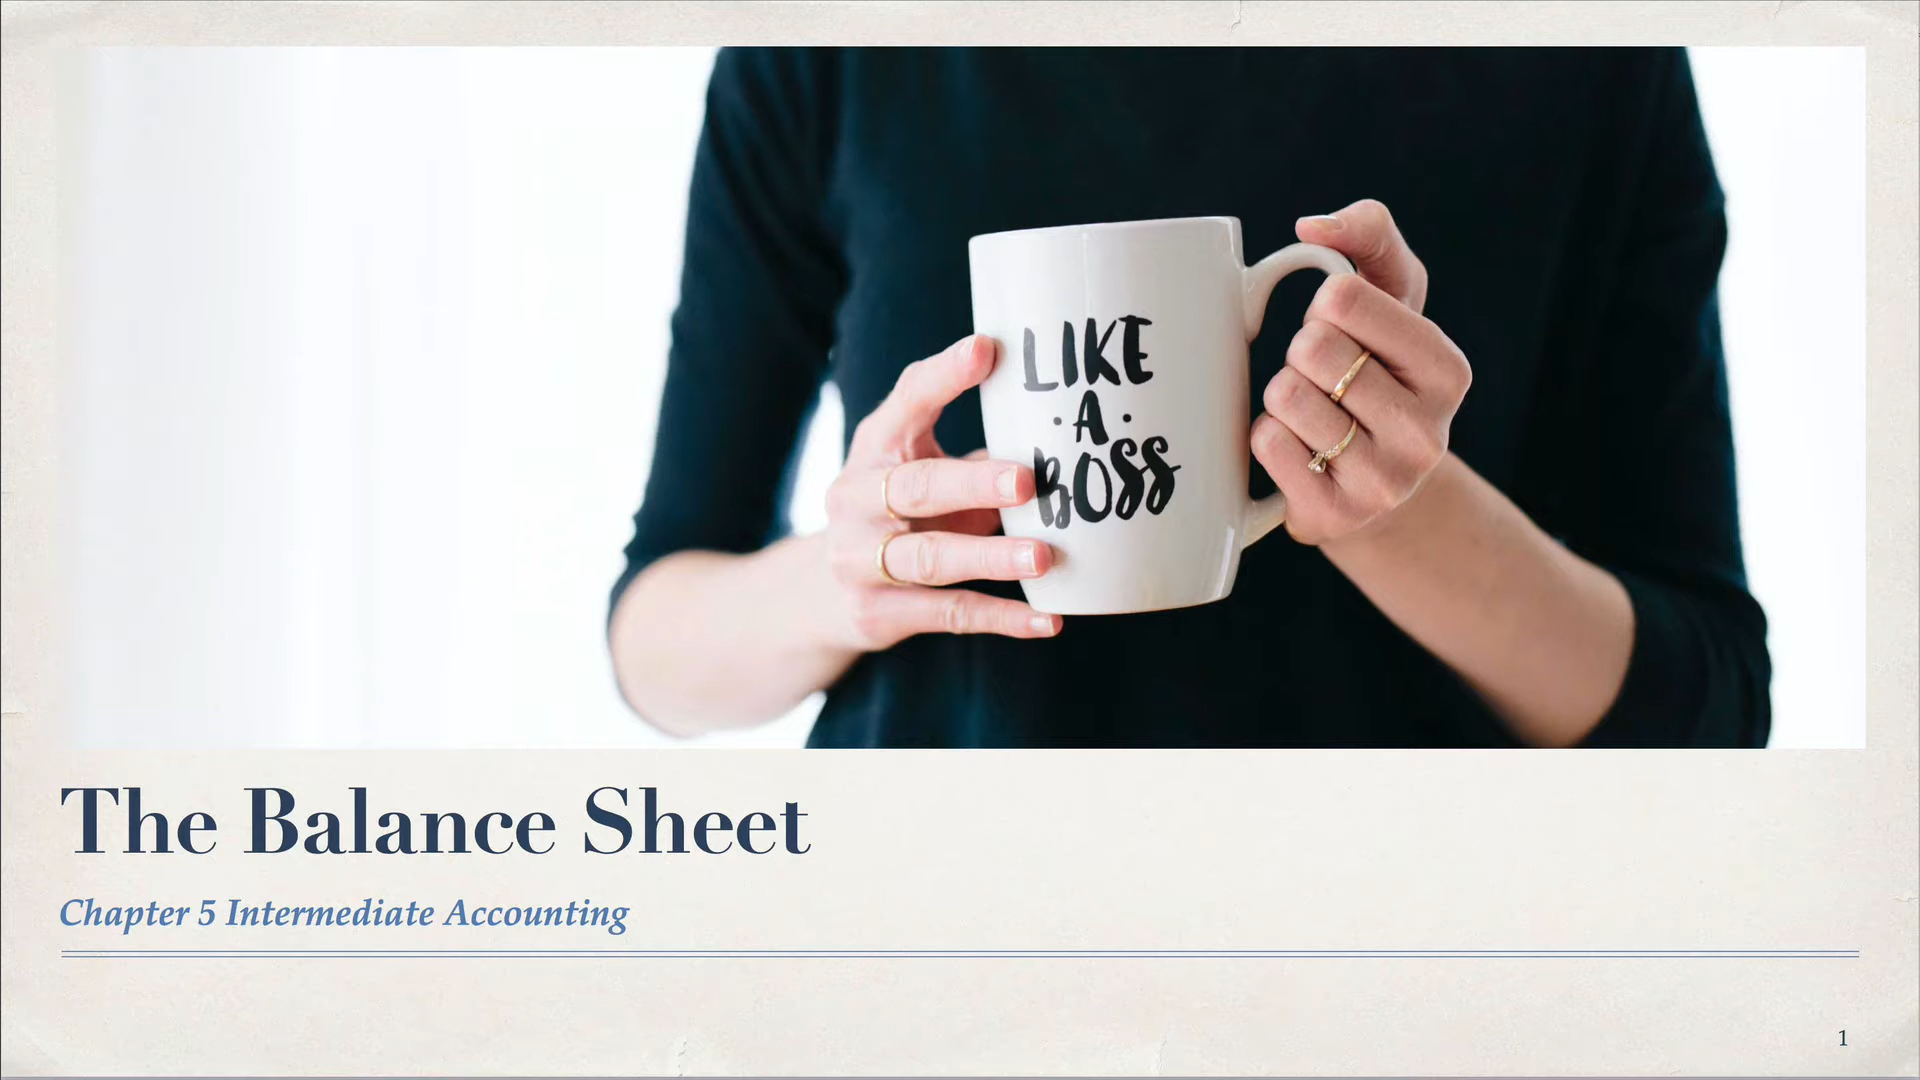 LIKE
· A ·
BOSS
The Balance Sheet
Chapter 5 Intermediate Accounting
1